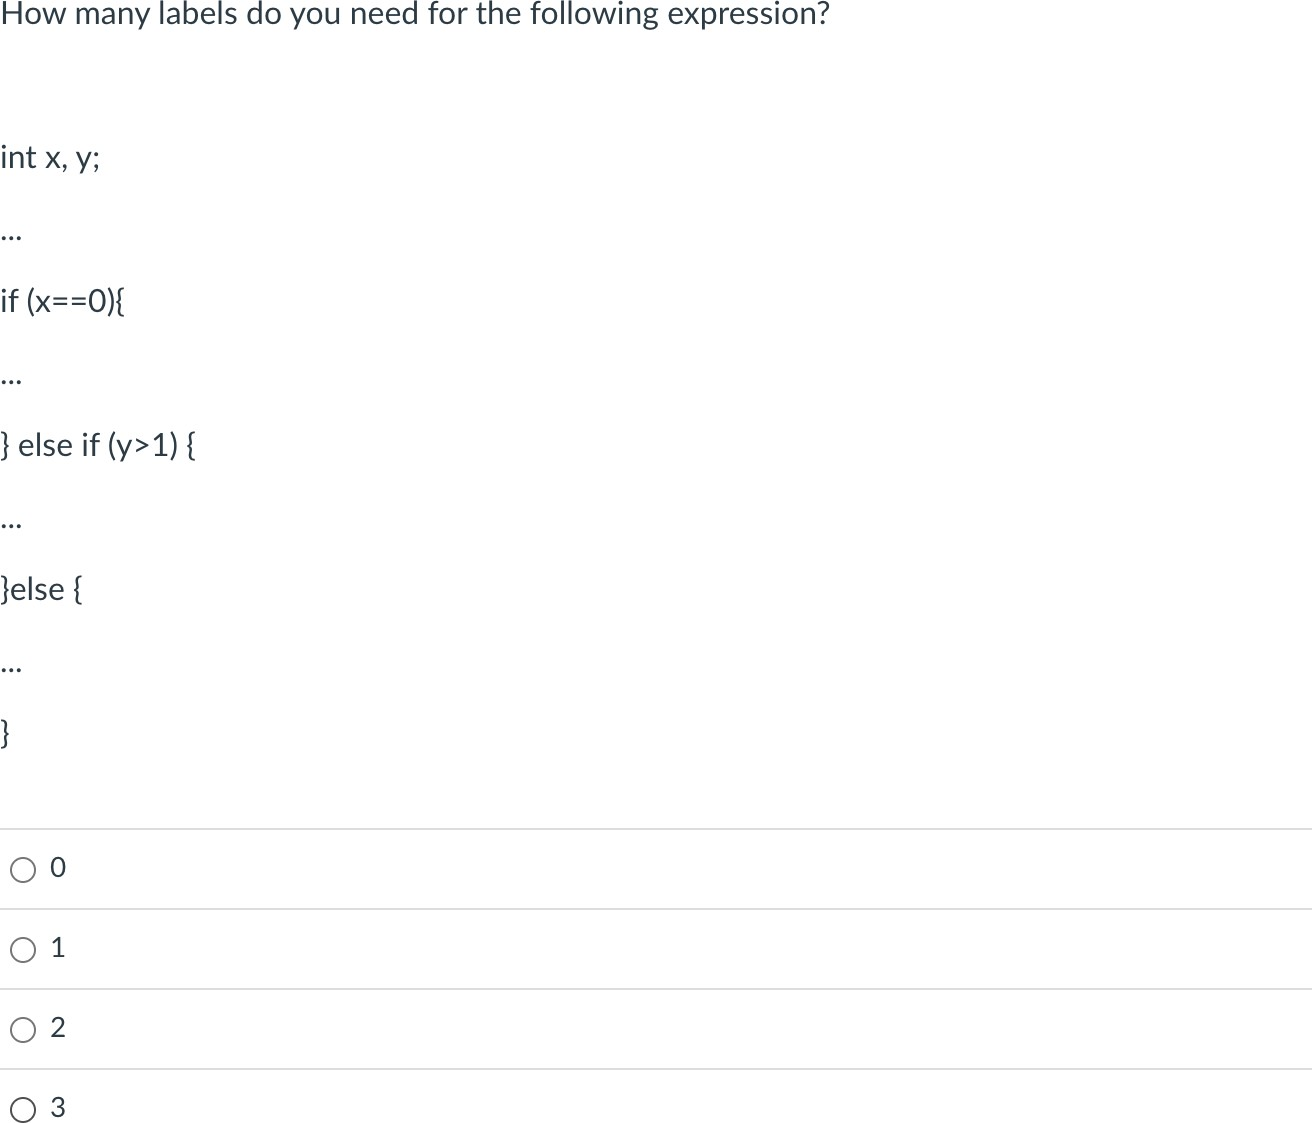 How many labels do you need for the following expression?
int x, y;
...
if (x==0){
...
} else if (y>1) {
...
}else {
...
}
0
1
2
3